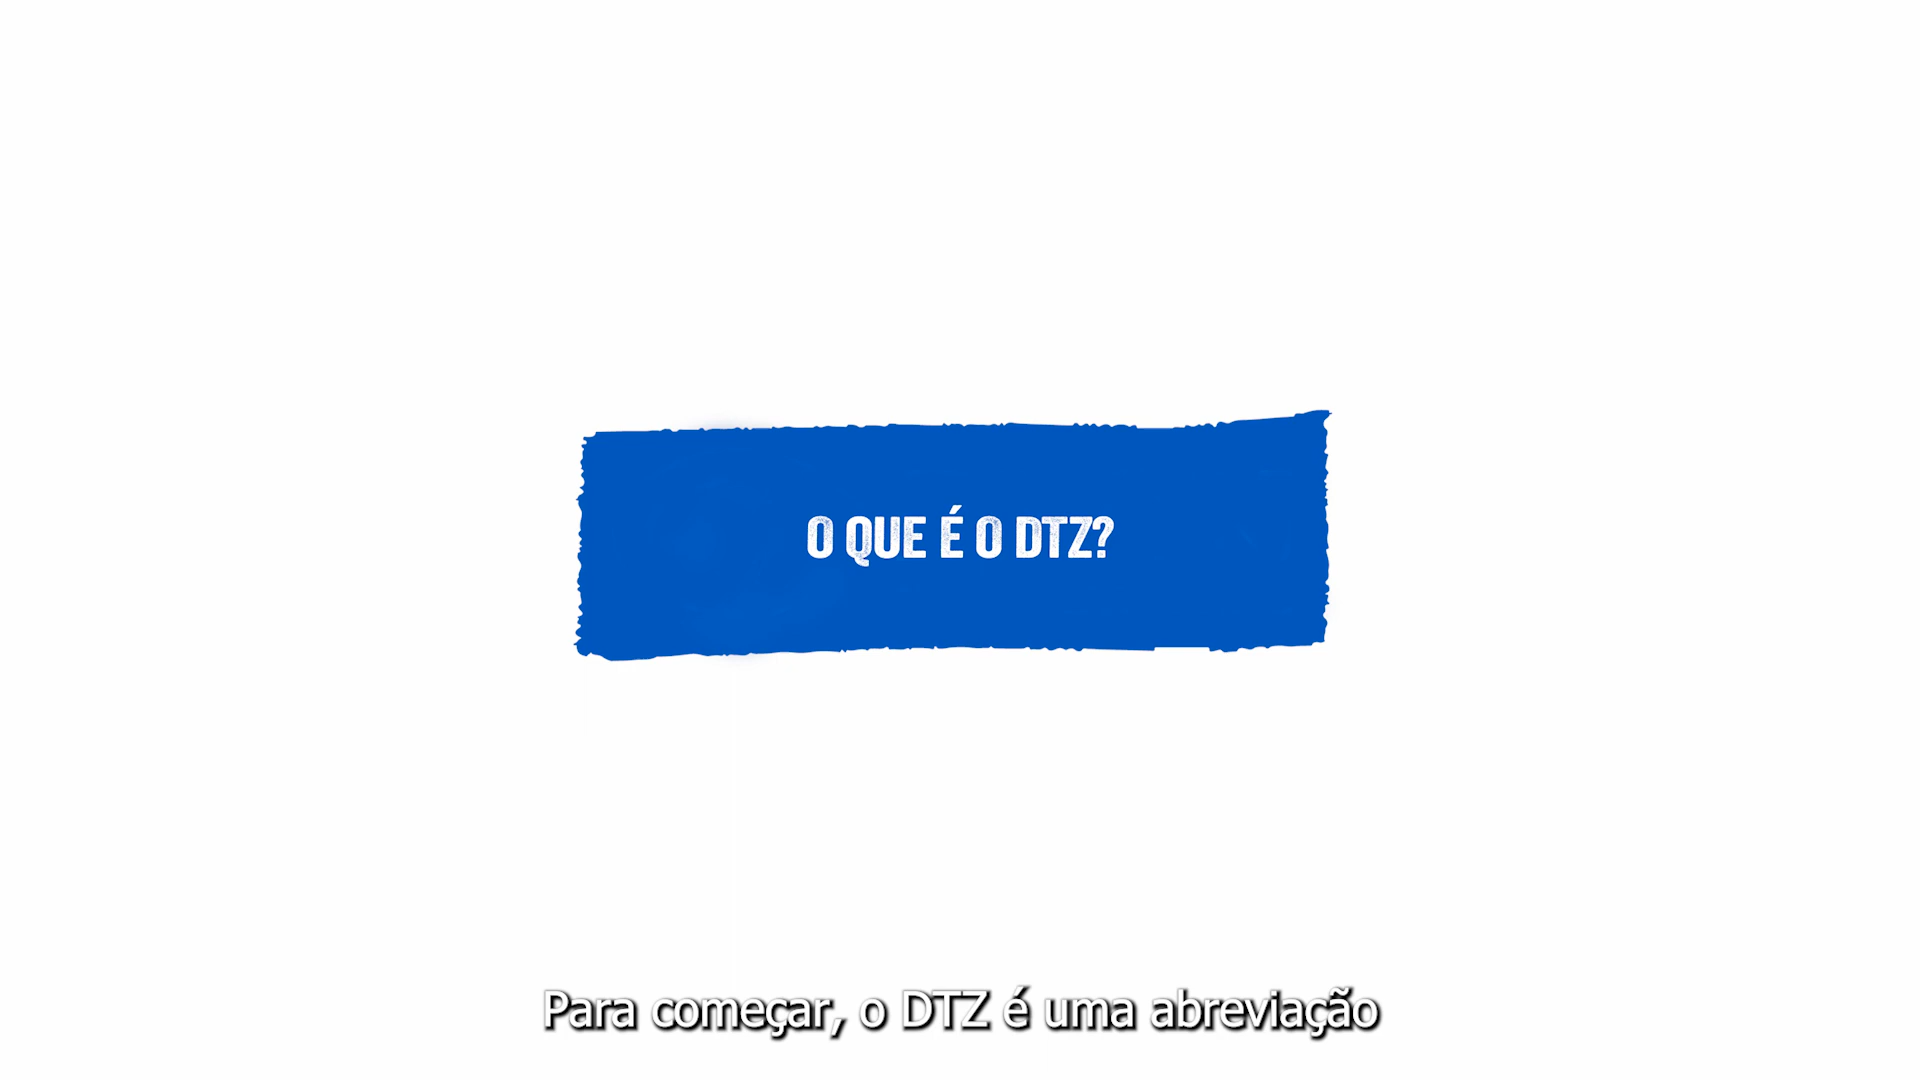 O QUE É O DTZ?
Para começar, o DTZ é uma abreviação